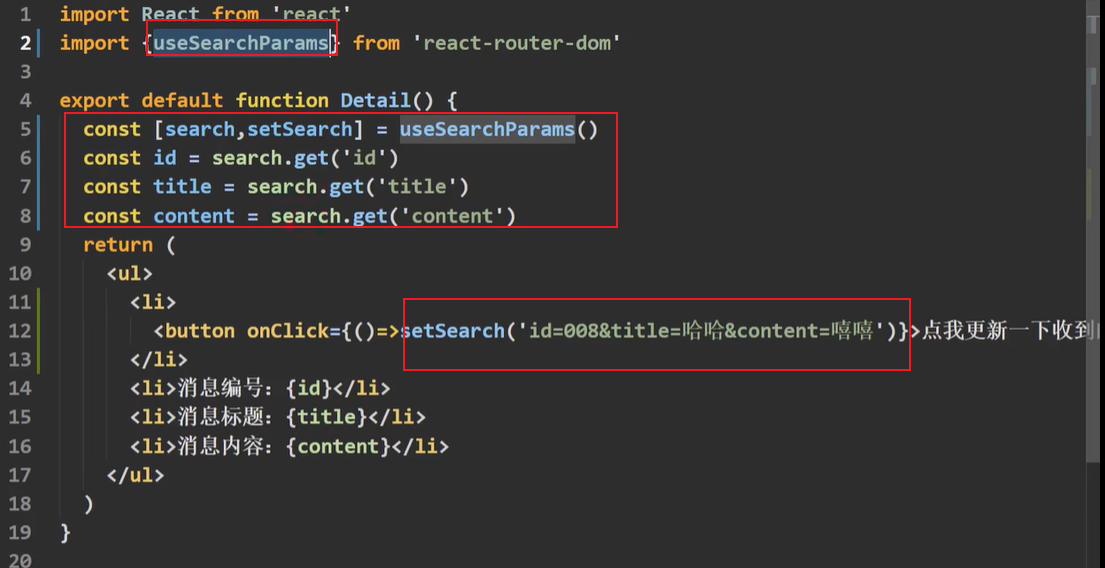 1 import React from 'react'
2 import {useSearchParams} from 'react-router-dom'
3
4 export default function Detail() {
5 const [search,setSearch] = useSearchParams()
6 const id = search.get('id')
7 const title = search.get('title')
8 const content = search.get('content')
9 return (
10 <ul>
11 <li>
12 <button onClick={()=>setSearch('id=008&title=哈哈&content=嘻嘻')}>点我更新一下收到
13 </li>
14 <li>消息编号：{id}</li>
15 <li>消息标题：{title}</li>
16 <li>消息内容：{content}</li>
17 </ul>
18 )
19 }
20